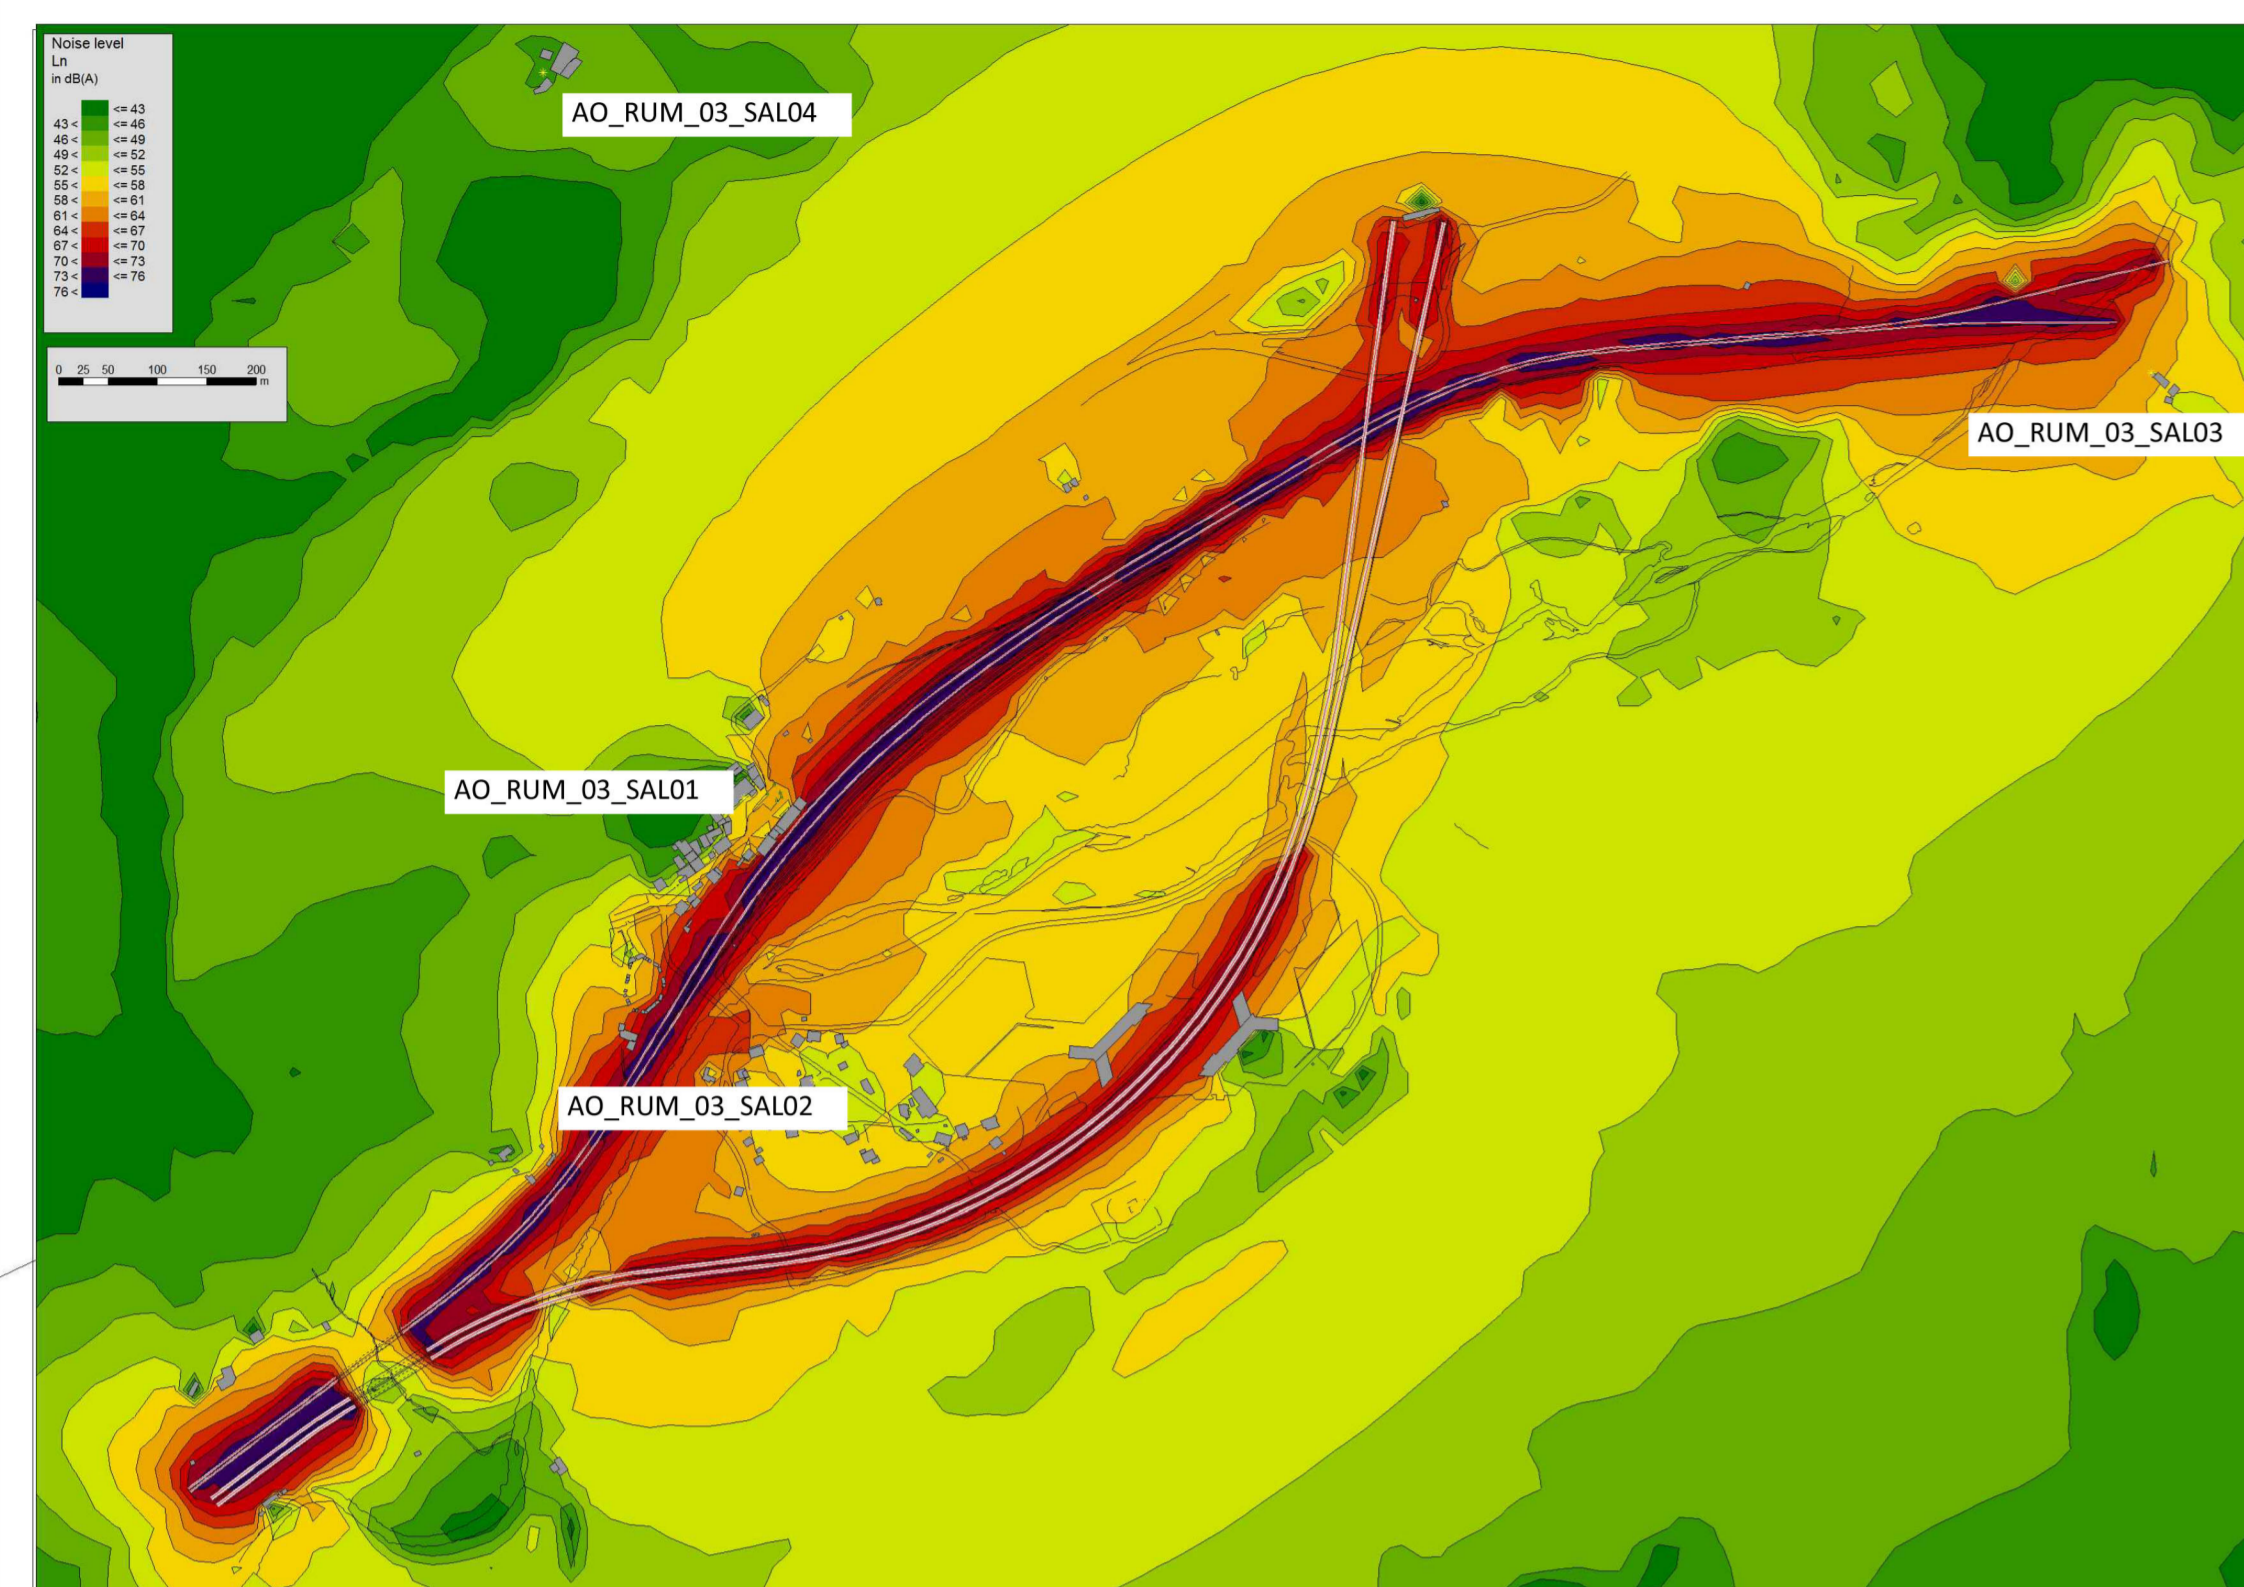 Noise level
Ln
in dB(A)
<= 43
43 < <= 46
46 < <= 49
49 < <= 52
52 < <= 55
55 < <= 58
58 < <= 61
61 < <= 64
64 < <= 67
67 < <= 70
70 < <= 73
73 < <= 76
76 <
0 25 50 100 150 200
m
AO_RUM_03_SAL04
AO_RUM_03_SAL03
AO_RUM_03_SAL01
AO_RUM_03_SAL02